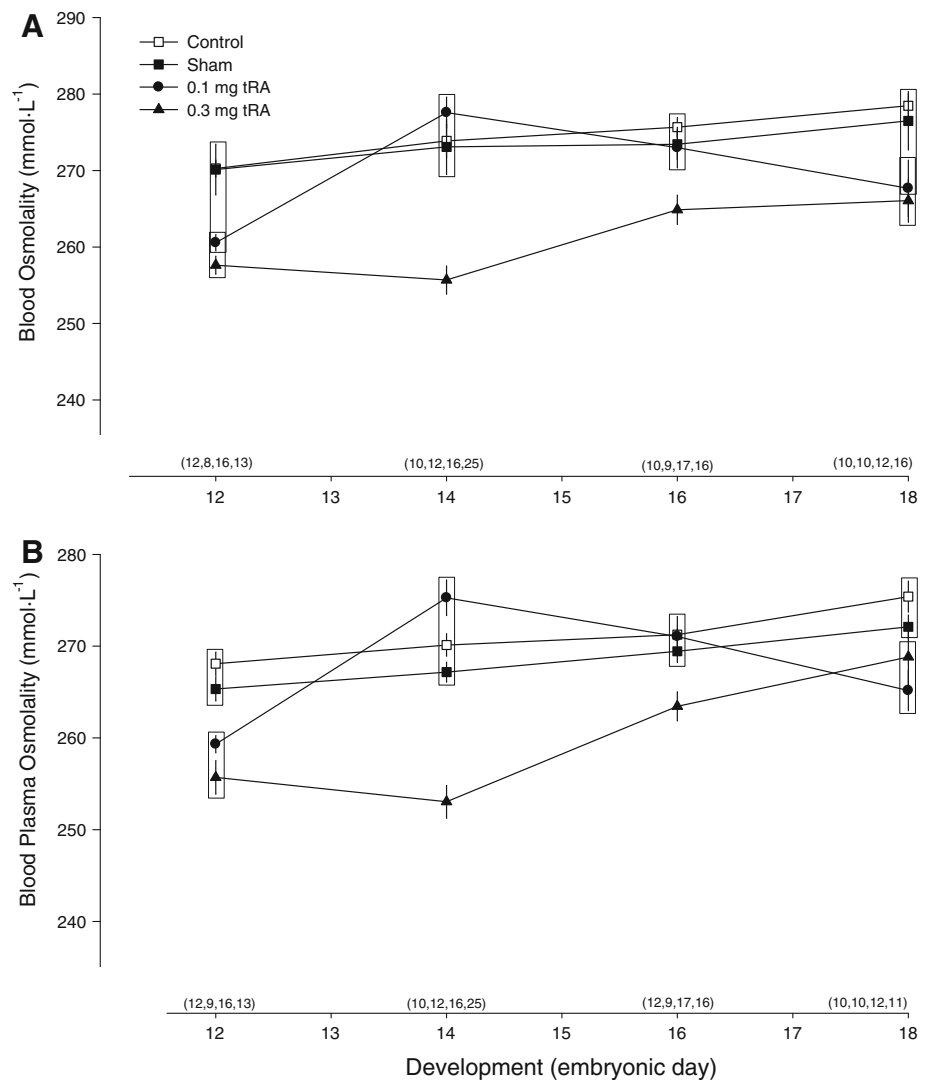 A
290
280
270
260
250
240
Blood Osmolality (mmol·L⁻¹)
Control
Sham
0.1 mg tRA
0.3 mg tRA
(12,8,16,13) (10,12,16,25) (10,9,17,16) (10,10,12,16)
12 13 14 15 16 17 18
B
280
270
260
250
240
Blood Plasma Osmolality (mmol·L⁻¹)
(12,9,16,13) (10,12,16,25) (12,9,17,16) (10,10,12,11)
12 13 14 15 16 17 18
Development (embryonic day)